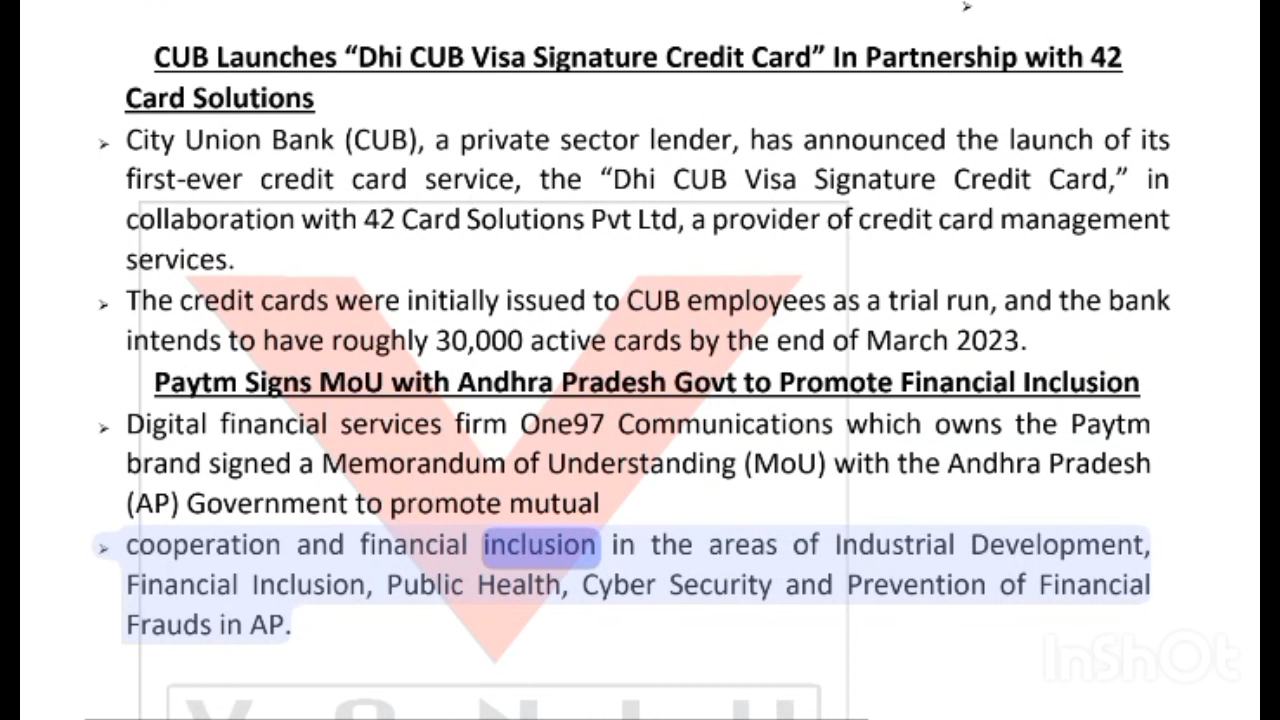 CUB Launches “Dhi CUB Visa Signature Credit Card” In Partnership with 42
Card Solutions
➢ City Union Bank (CUB), a private sector lender, has announced the launch of its
first-ever credit card service, the “Dhi CUB Visa Signature Credit Card,” in
collaboration with 42 Card Solutions Pvt Ltd, a provider of credit card management
services.
➢ The credit cards were initially issued to CUB employees as a trial run, and the bank
intends to have roughly 30,000 active cards by the end of March 2023.
Paytm Signs MoU with Andhra Pradesh Govt to Promote Financial Inclusion
➢ Digital financial services firm One97 Communications which owns the Paytm
brand signed a Memorandum of Understanding (MoU) with the Andhra Pradesh
(AP) Government to promote mutual
➢ cooperation and financial inclusion in the areas of Industrial Development,
Financial Inclusion, Public Health, Cyber Security and Prevention of Financial
Frauds in AP.
InShOt